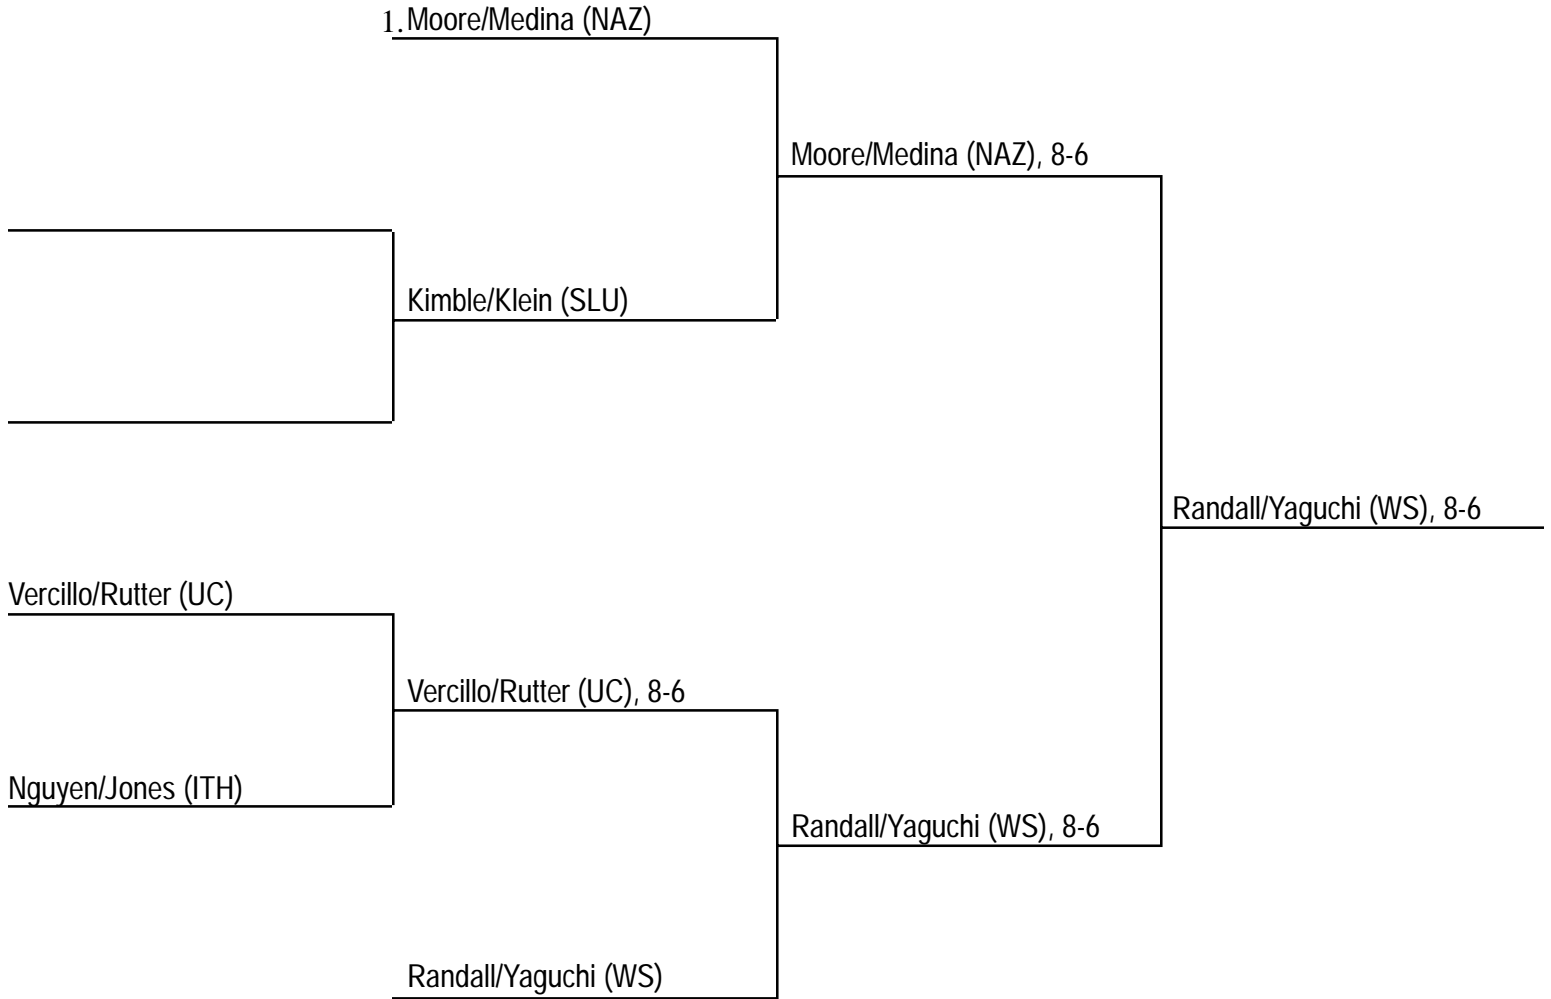 1. Moore/Medina (NAZ)
Moore/Medina (NAZ), 8-6
Kimble/Klein (SLU)
Randall/Yaguchi (WS), 8-6
Vercillo/Rutter (UC)
Vercillo/Rutter (UC), 8-6
Nguyen/Jones (ITH)
Randall/Yaguchi (WS), 8-6
Randall/Yaguchi (WS)